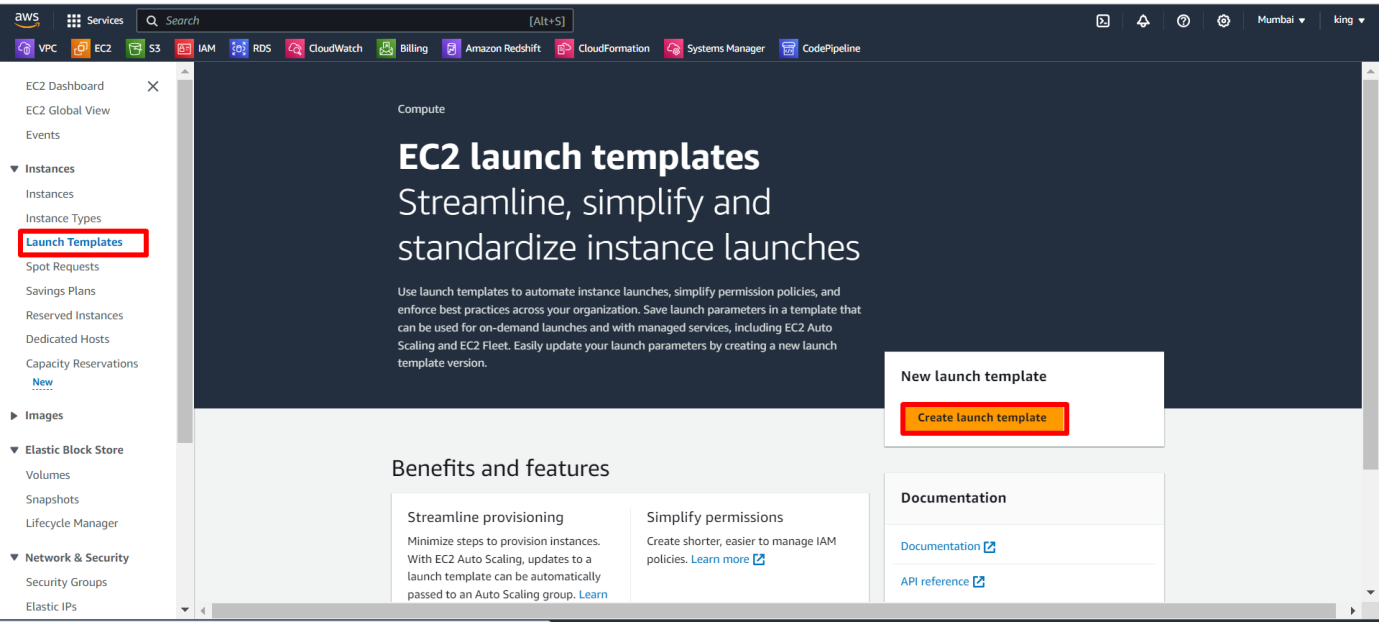 aws Services Search [Alt+S] Mumbai king
VPC EC2 S3 IAM RDS CloudWatch Billing Amazon Redshift CloudFormation Systems Manager CodePipeline
EC2 Dashboard
EC2 Global View
Events
Instances
Instances
Instance Types
Launch Templates
Spot Requests
Savings Plans
Reserved Instances
Dedicated Hosts
Capacity Reservations
New
Images
Elastic Block Store
Volumes
Snapshots
Lifecycle Manager
Network & Security
Security Groups
Elastic IPs
Compute
EC2 launch templates
Streamline, simplify and
standardize instance launches
Use launch templates to automate instance launches, simplify permission policies, and
enforce best practices across your organization. Save launch parameters in a template that
can be used for on-demand launches and with managed services, including EC2 Auto
Scaling and EC2 Fleet. Easily update your launch parameters by creating a new launch
template version.
New launch template
Create launch template
Benefits and features
Streamline provisioning
Minimize steps to provision instances.
With EC2 Auto Scaling, updates to a
launch template can be automatically
passed to an Auto Scaling group. Learn
Simplify permissions
Create shorter, easier to manage IAM
policies. Learn more
Documentation
Documentation
API reference